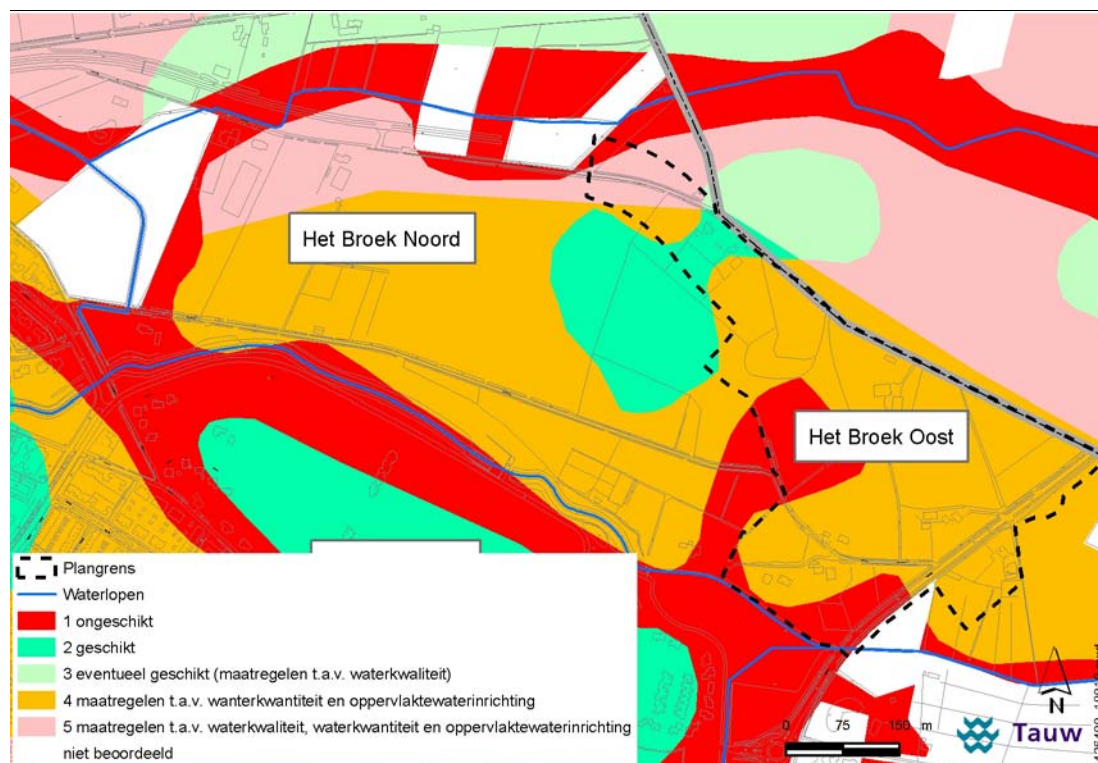 Het Broek Noord
Het Broek Oost
Plangrens
Waterlopen
1 ongeschikt
2 geschikt
3 eventueel geschikt (maatregelen t.a.v. waterkwaliteit)
4 maatregelen t.a.v. wanterkwantiteit en oppervlaktewaterinrichting
5 maatregelen t.a.v. waterkwaliteit, waterkwantiteit en oppervlaktewaterinrichting
niet beoordeeld
N
0 75 150 m
Tauw